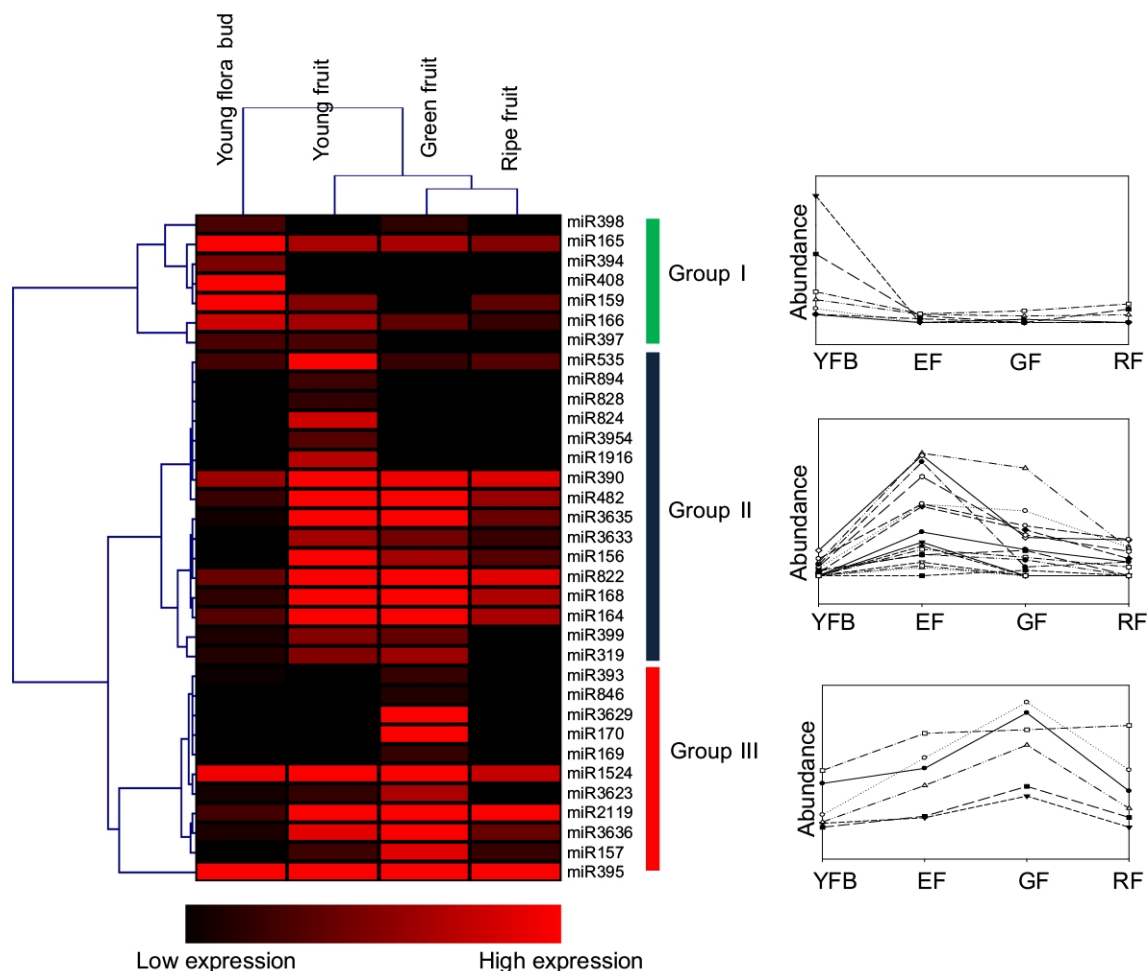 Young flora bud
Young fruit
Green fruit
Ripe fruit
miR398
miR165
miR394
miR408
miR159
miR166
miR397
miR535
miR894
miR828
miR824
miR3954
miR1916
miR390
miR482
miR3635
miR3633
miR156
miR822
miR168
miR164
miR399
miR319
miR393
miR846
miR3629
miR170
miR169
miR1524
miR3623
miR2119
miR3636
miR157
miR395
Group I
Group II
Group III
Low expression High expression
Abundance
YFB EF GF RF
Abundance
YFB EF GF RF
Abundance
YFB EF GF RF